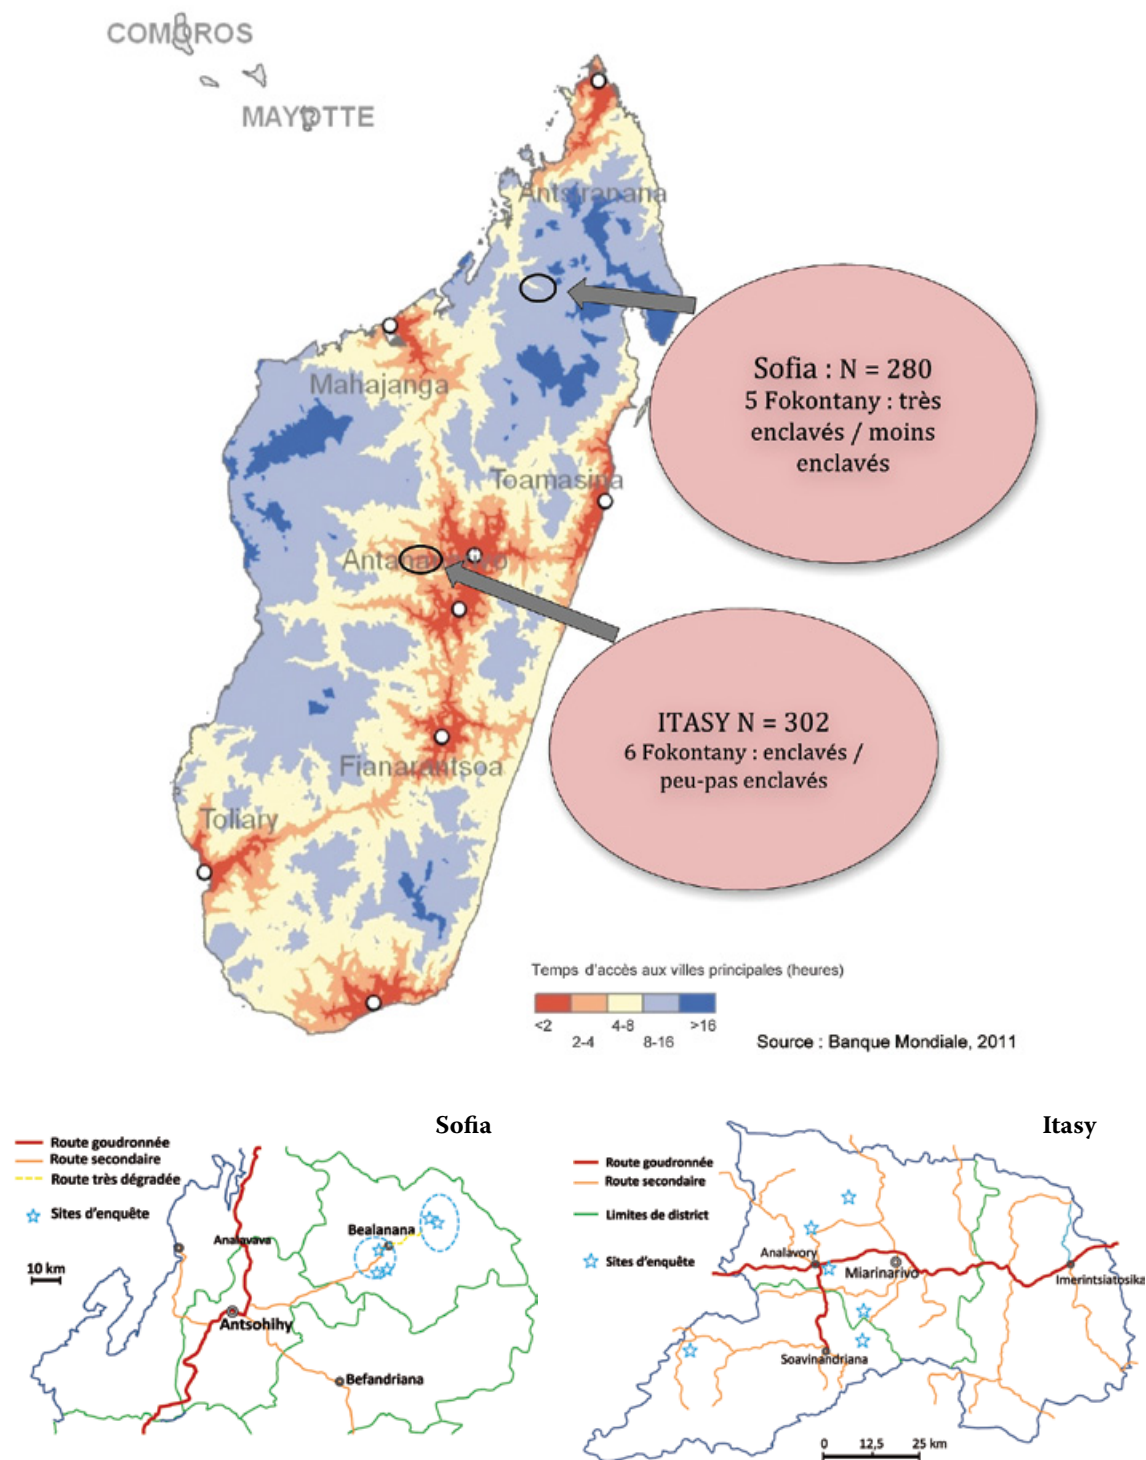 COMOROS
MAYOTTE
Antsiranana
Mahajanga
Sofia : N = 280
5 Fokontany : très
enclavés / moins
enclavés
Toamasina
Antananarivo
ITASY N = 302
6 Fokontany : enclavés /
peu-pas enclavés
Fianarantsoa
Toliary
Temps d'accès aux villes principales (heures)
<2
2-4
4-8
8-16
>16
Source : Banque Mondiale, 2011
Sofia
Route goudronnée
Route secondaire
Route très dégradée
Sites d'enquête
10 km
Analavava
Bealanana
Antsohihy
Befandriana
Itasy
Route goudronnée
Route secondaire
Limites de district
Sites d'enquête
Analavory
Miarinarivo
Imerintsiatosika
Soavinandriana
0 12,5 25 km